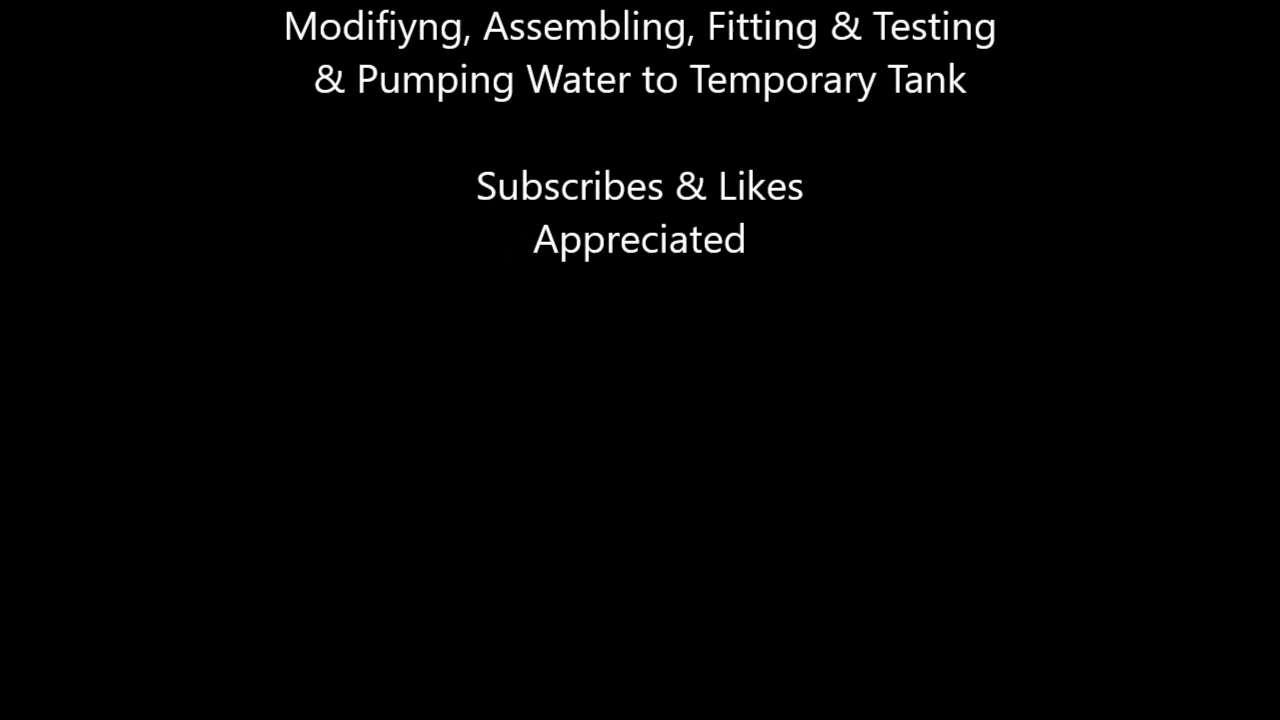 Modifiyng, Assembling, Fitting & Testing
& Pumping Water to Temporary Tank
Subscribes & Likes
Appreciated